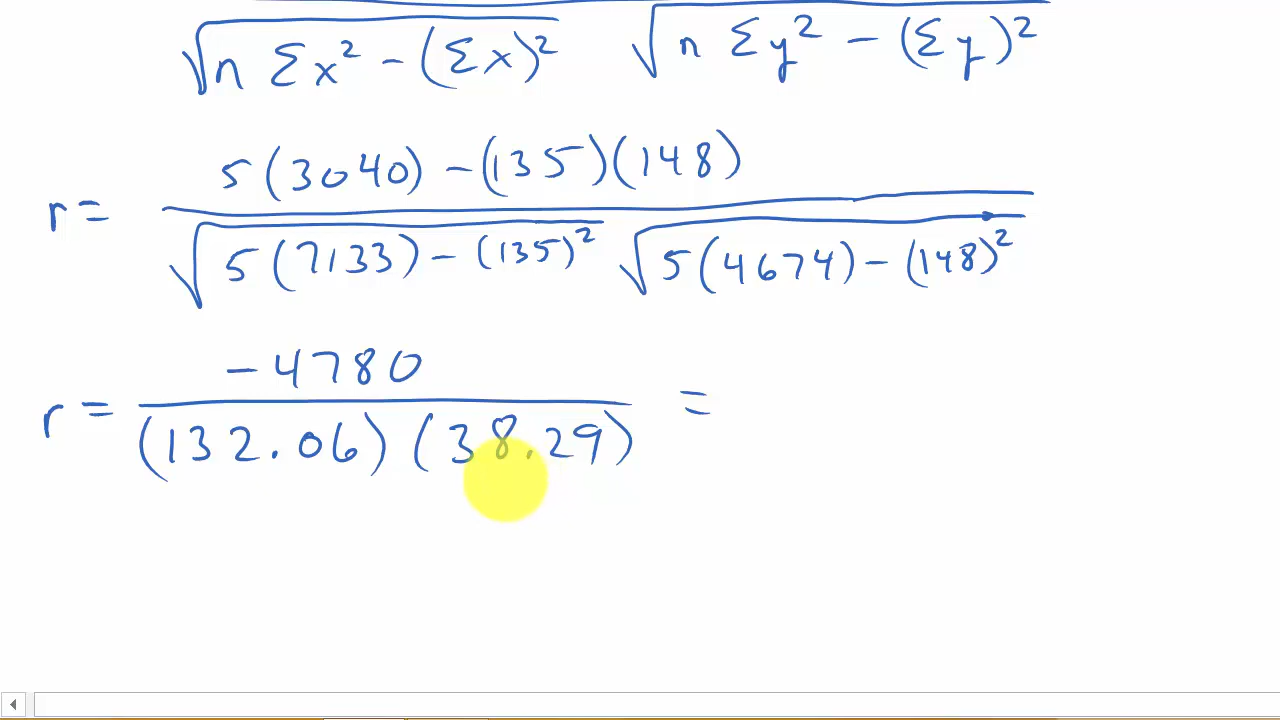 √n Σx² − (Σx)² √n Σy² − (Σy)²
5(3040) − (135)(148)
r =
√5(7133) − (135)² √5(4674) − (148)²
−4780
r = =
(132.06)(38.29)